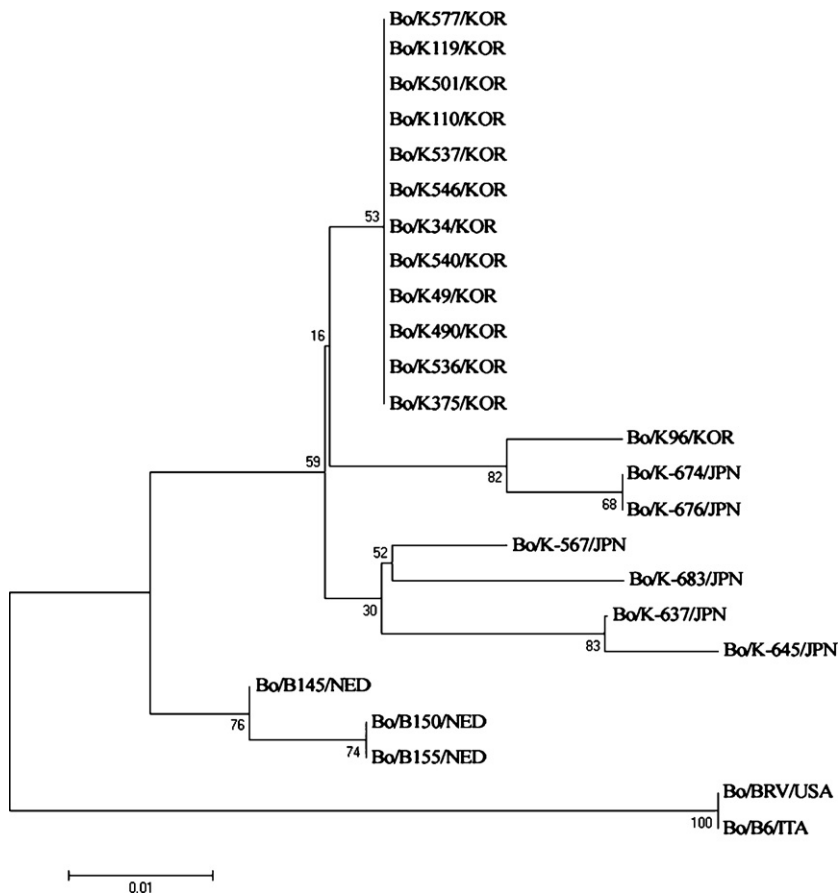 Bo/K577/KOR
Bo/K119/KOR
Bo/K501/KOR
Bo/K110/KOR
Bo/K537/KOR
Bo/K546/KOR
53
Bo/K34/KOR
Bo/K540/KOR
Bo/K49/KOR
16
Bo/K490/KOR
Bo/K536/KOR
Bo/K375/KOR
Bo/K96/KOR
59
82
Bo/K-674/JPN
68
Bo/K-676/JPN
52
Bo/K-567/JPN
Bo/K-683/JPN
30
Bo/K-637/JPN
83
Bo/K-645/JPN
Bo/B145/NED
76
Bo/B150/NED
74
Bo/B155/NED
Bo/BRV/USA
100
Bo/B6/ITA
0.01